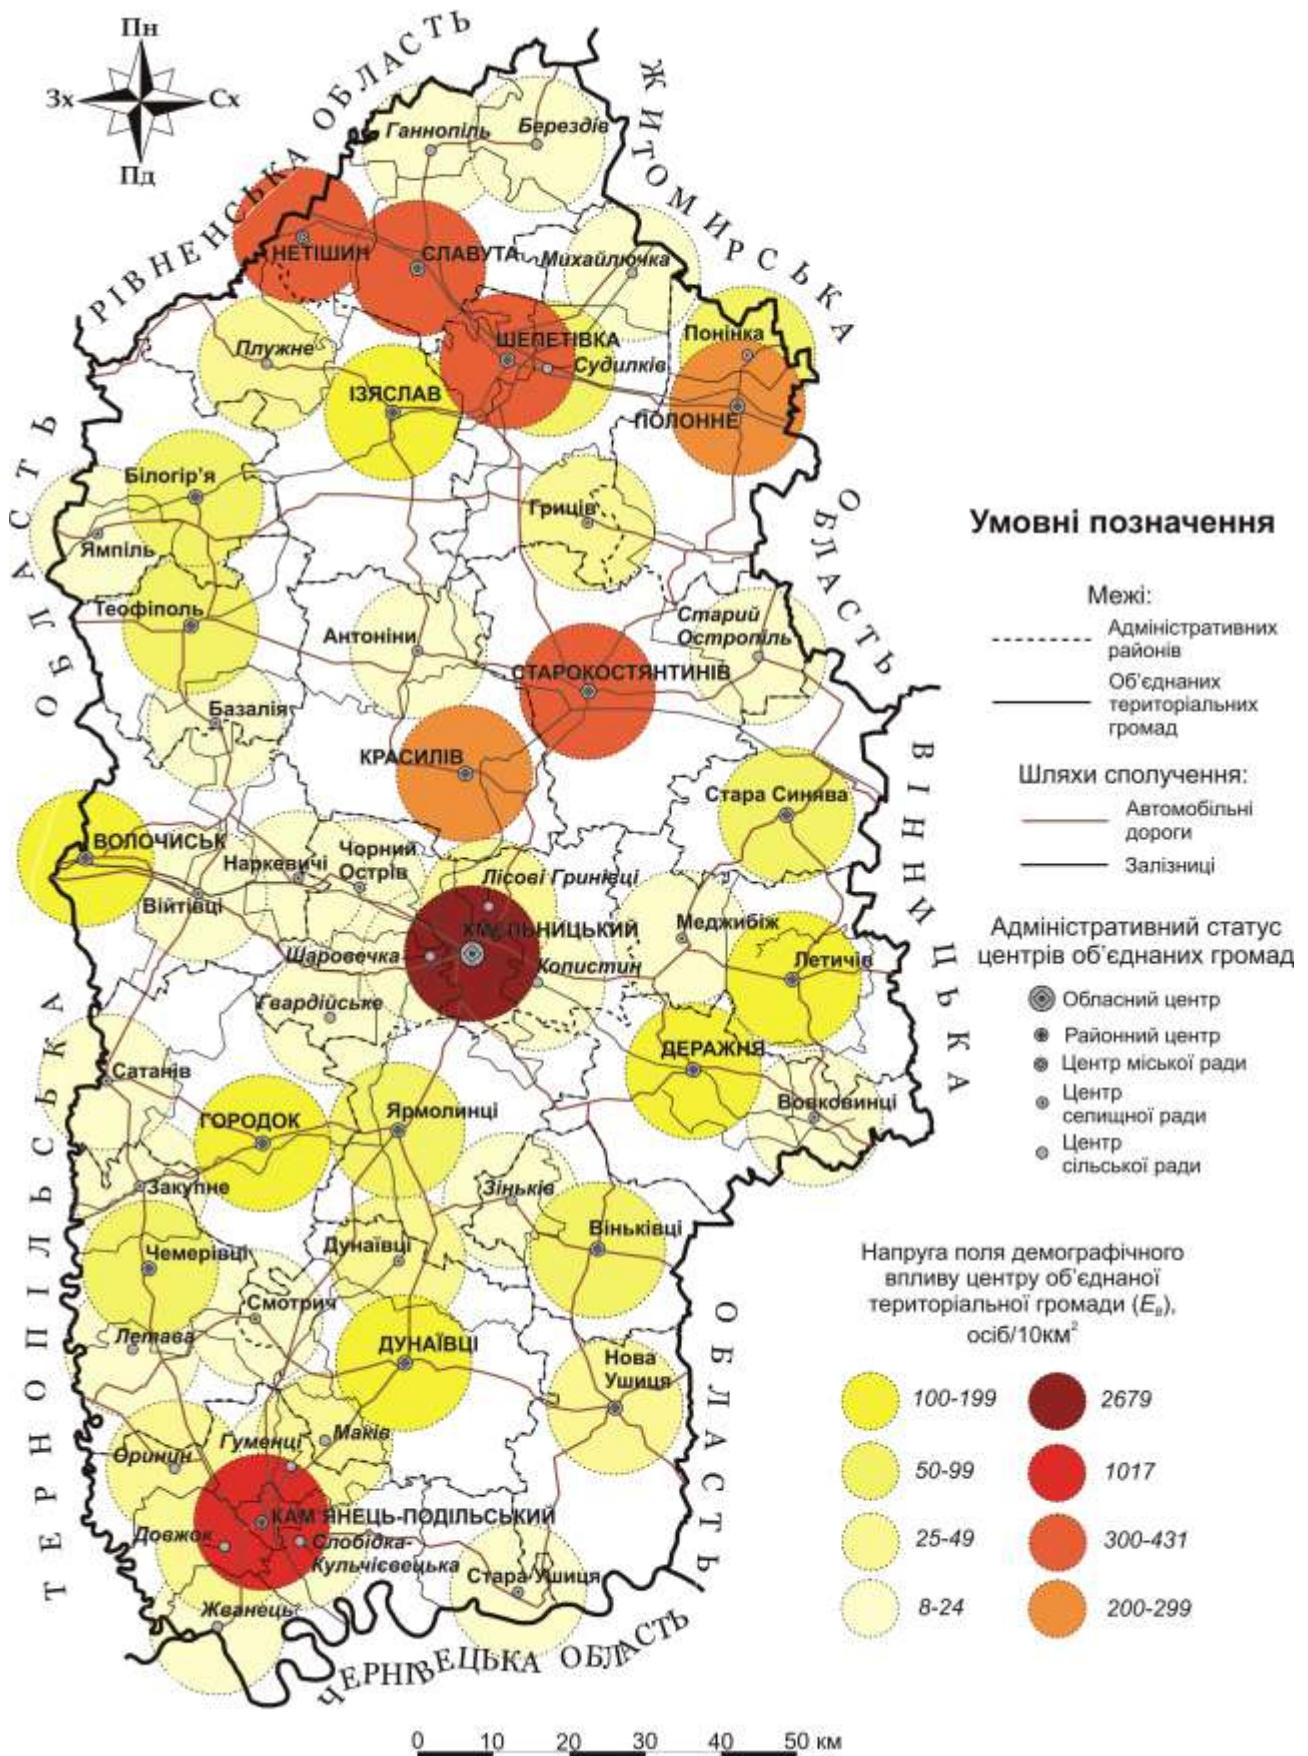 Пн
Зх
Сх
Пд
РІВНЕНСЬКА ОБЛАСТЬ
ЖИТОМИРСЬКА
ОБЛАСТЬ
Ганнопіль
Берездів
НЕТІШИН
СЛАВУТА
Михайлючка
Плужне
ШЕПЕТІВКА
Судилків
Понінка
ІЗЯСЛАВ
ПОЛОННЕ
Білогір'я
Ямпіль
Гриців
Теофіполь
Антоніни
Старий
Остропіль
СТАРОКОСТЯНТИНІВ
Базалія
КРАСИЛІВ
Стара Синява
ВОЛОЧИСЬК
Наркевичі
Чорний
Острів
Лісові Гринівці
Війтівці
ХМЕЛЬНИЦЬКИЙ
Меджибіж
Шаровечка
Копистин
Летичів
Гвардійське
ДЕРАЖНЯ
Сатанів
Вовковинці
ГОРОДОК
Ярмолинці
Закупне
Зіньків
Чемерівці
Дунаївці
Віньківці
Смотрич
Летава
ДУНАЇВЦІ
Нова
Ушиця
Маків
Гуменці
Оринин
КАМ'ЯНЕЦЬ-ПОДІЛЬСЬКИЙ
Довжок
Слобідка-
Кульчієвецька
Стара Ушиця
Жванець
ТЕРНОПІЛЬСЬКА
ОБЛАСТЬ
ВІННИЦЬКА
ОБЛАСТЬ
ЧЕРНІВЕЦЬКА ОБЛАСТЬ
0 10 20 30 40 50 км
Умовні позначення
Межі:
Адміністративних
районів
Об'єднаних
територіальних
громад
Шляхи сполучення:
Автомобільні
дороги
Залізниці
Адміністративний статус
центрів об'єднаних громад
Обласний центр
Районний центр
Центр міської ради
Центр
селищної ради
Центр
сільської ради
Напруга поля демографічного
впливу центру об'єднаної
територіальної громади (Eв),
осіб/10км²
100-199
2679
50-99
1017
25-49
300-431
8-24
200-299